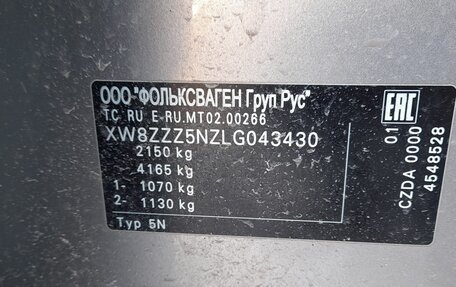 ООО "ФОЛЬКСВАГЕН Груп Рус"
TC RU E-RU.MT02.00266
XW8ZZZ5NZLG043430
2150 kg
4165 kg
1- 1070 kg
2- 1130 kg
Typ 5N
EAC
01
CZDA 0000
4548528